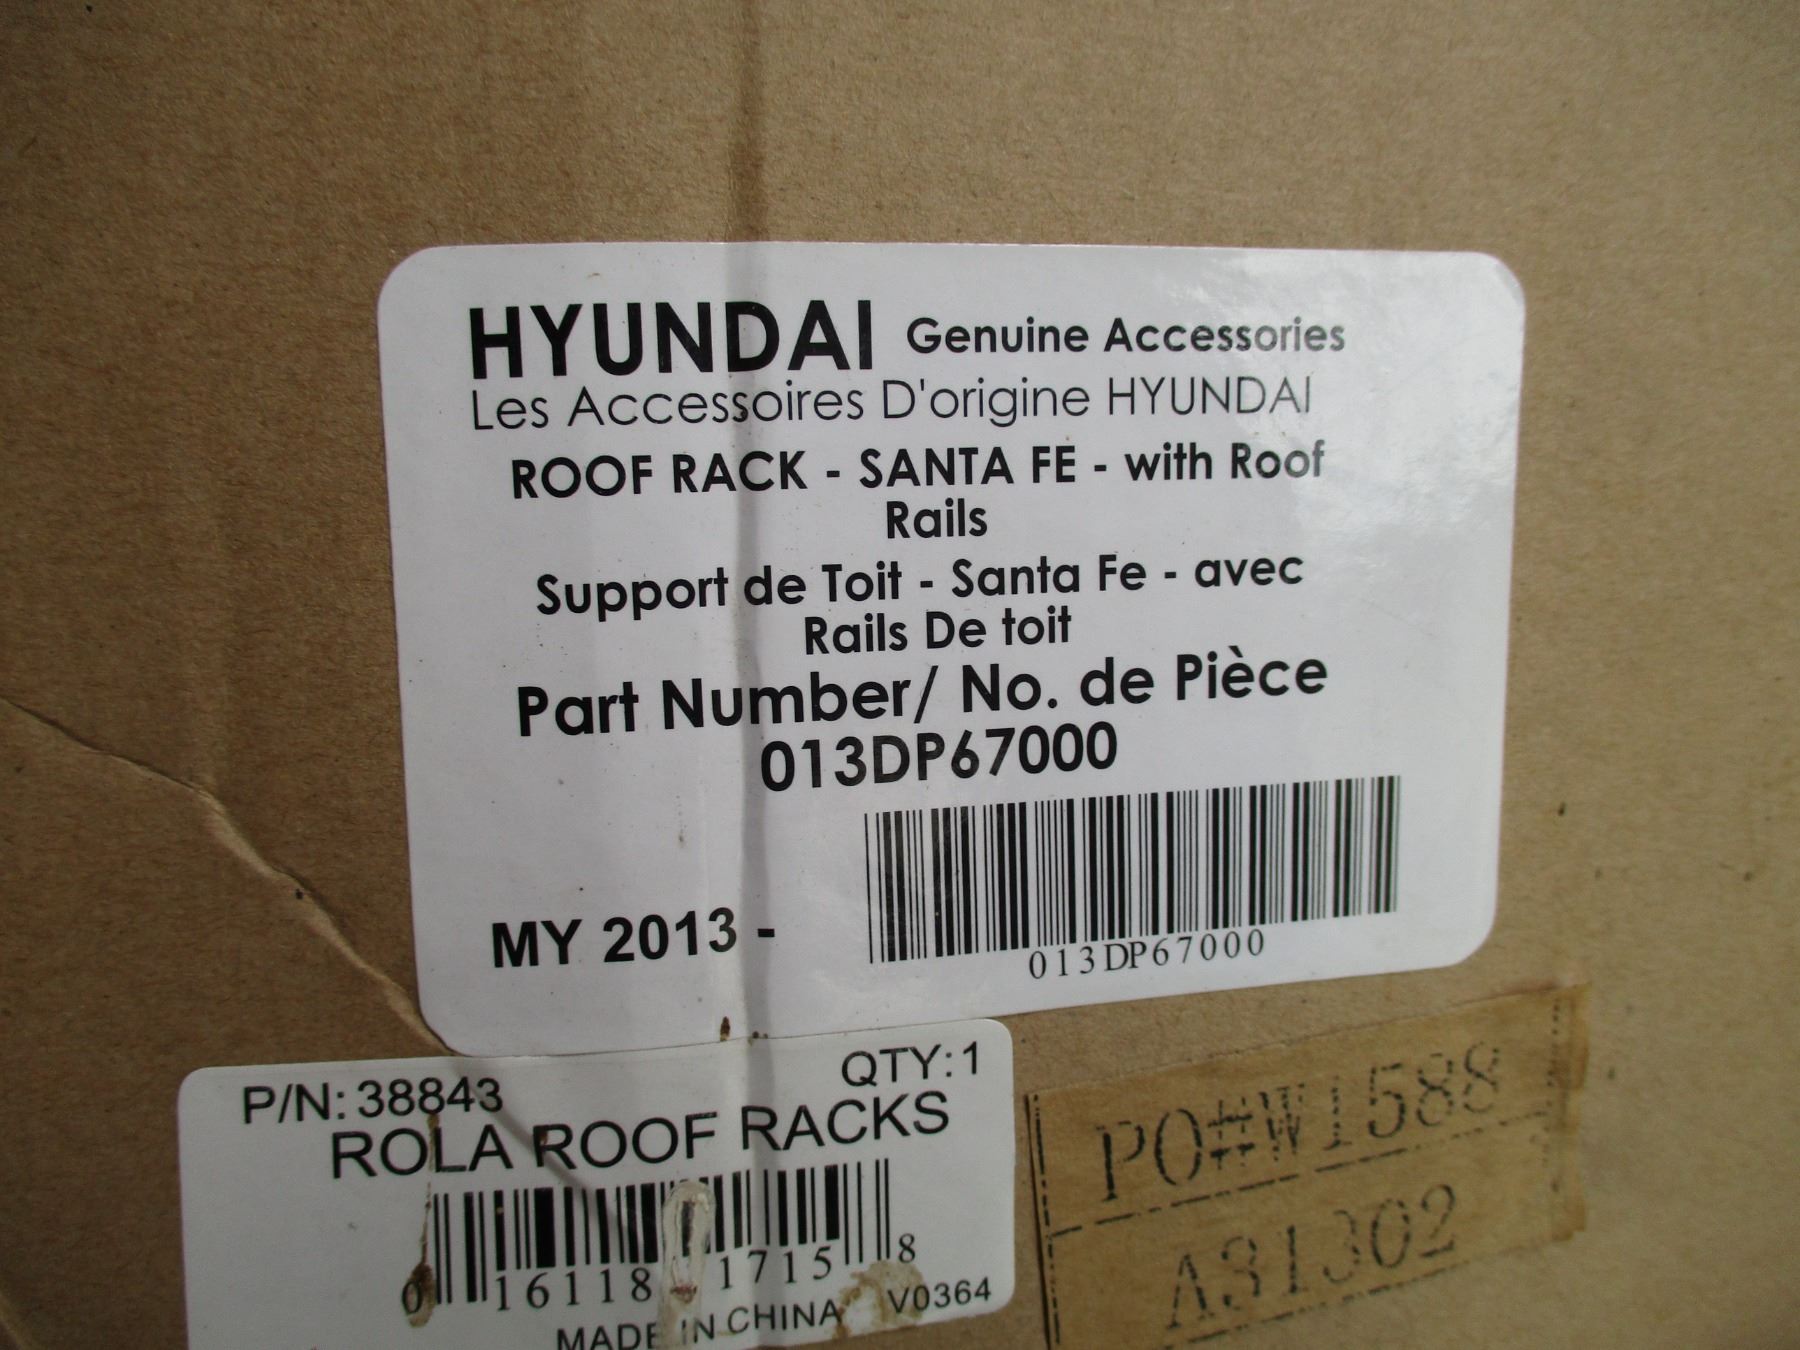 HYUNDAI Genuine Accessories
Les Accessoires D'origine HYUNDAI
ROOF RACK - SANTA FE - with Roof
Rails
Support de Toit - Santa Fe - avec
Rails De toit
Part Number/ No. de Pièce
013DP67000
MY 2013 -
013DP67000
P/N: 38843 QTY: 1
ROLA ROOF RACKS
0 16118 1715 8
MADE IN CHINA V0364
PO#W1588